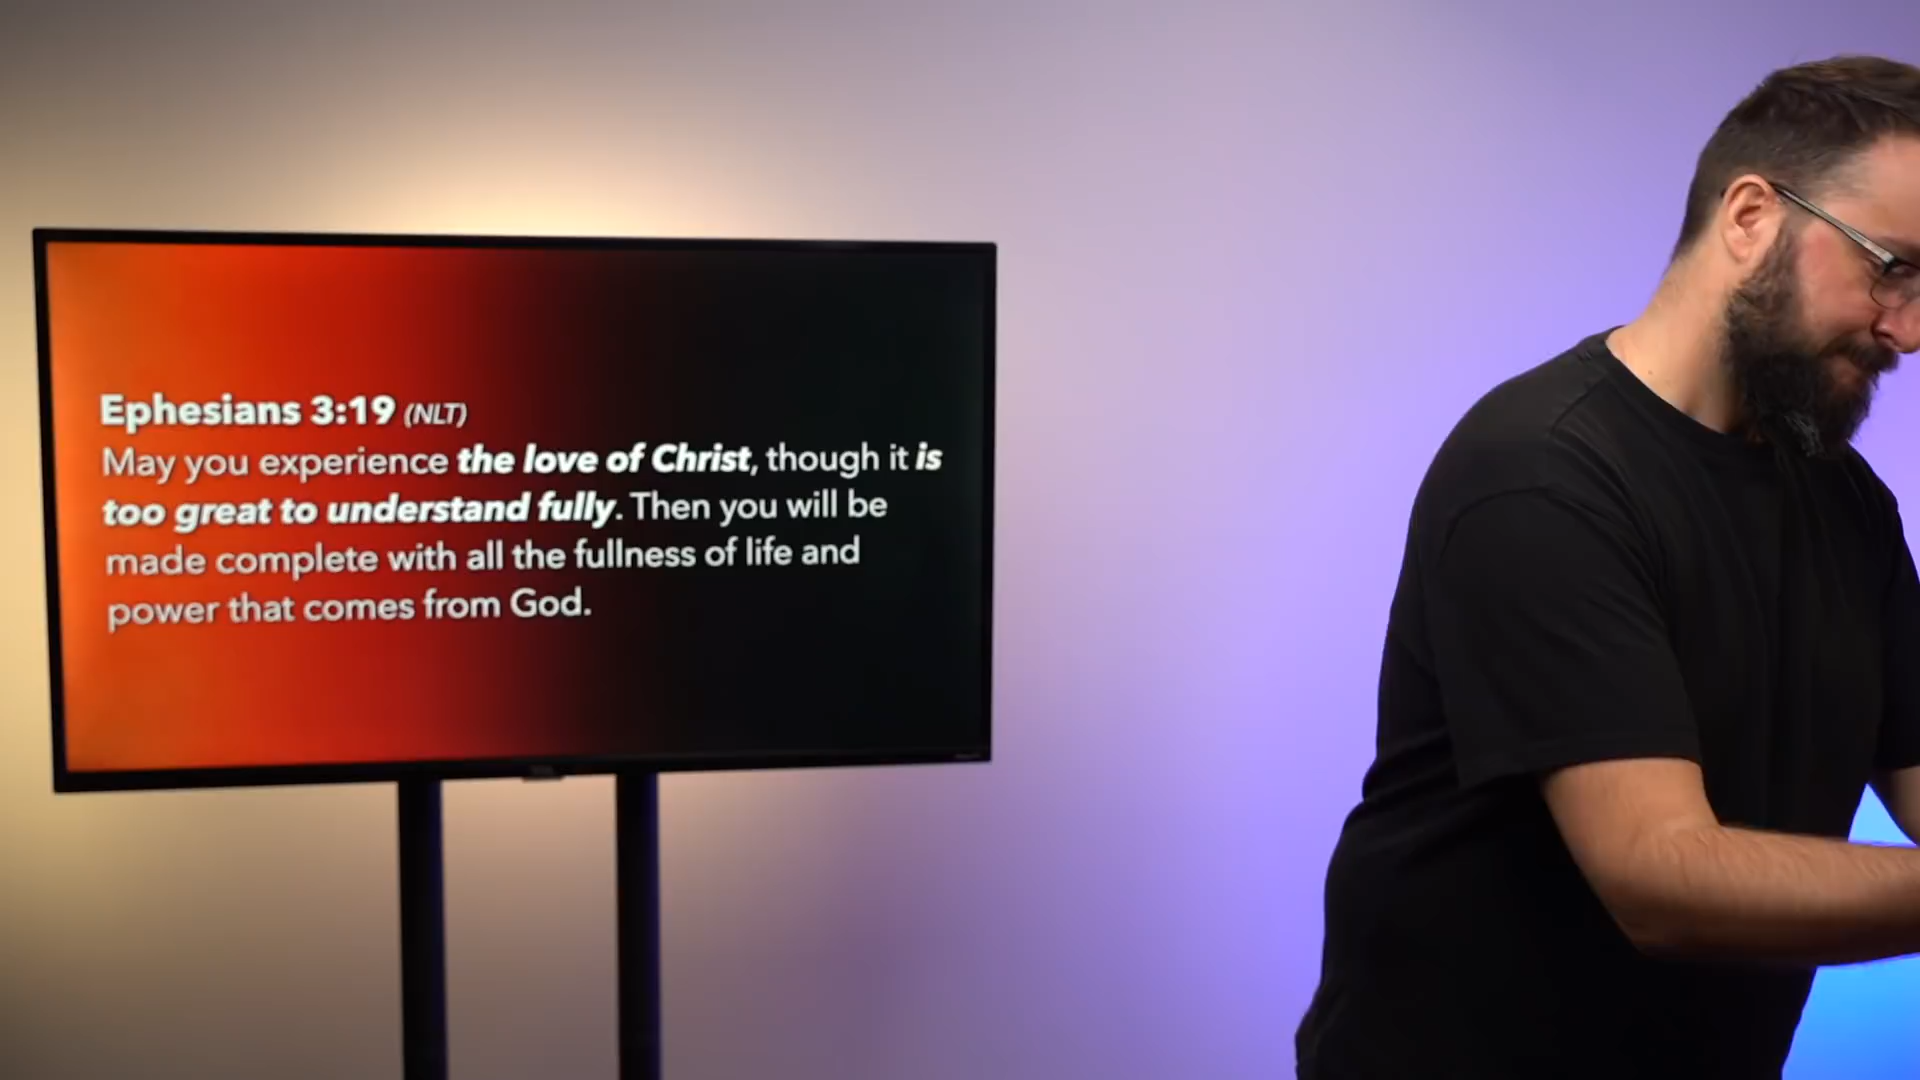 Ephesians 3:19 (NLT)
May you experience the love of Christ, though it is
too great to understand fully. Then you will be
made complete with all the fullness of life and
power that comes from God.